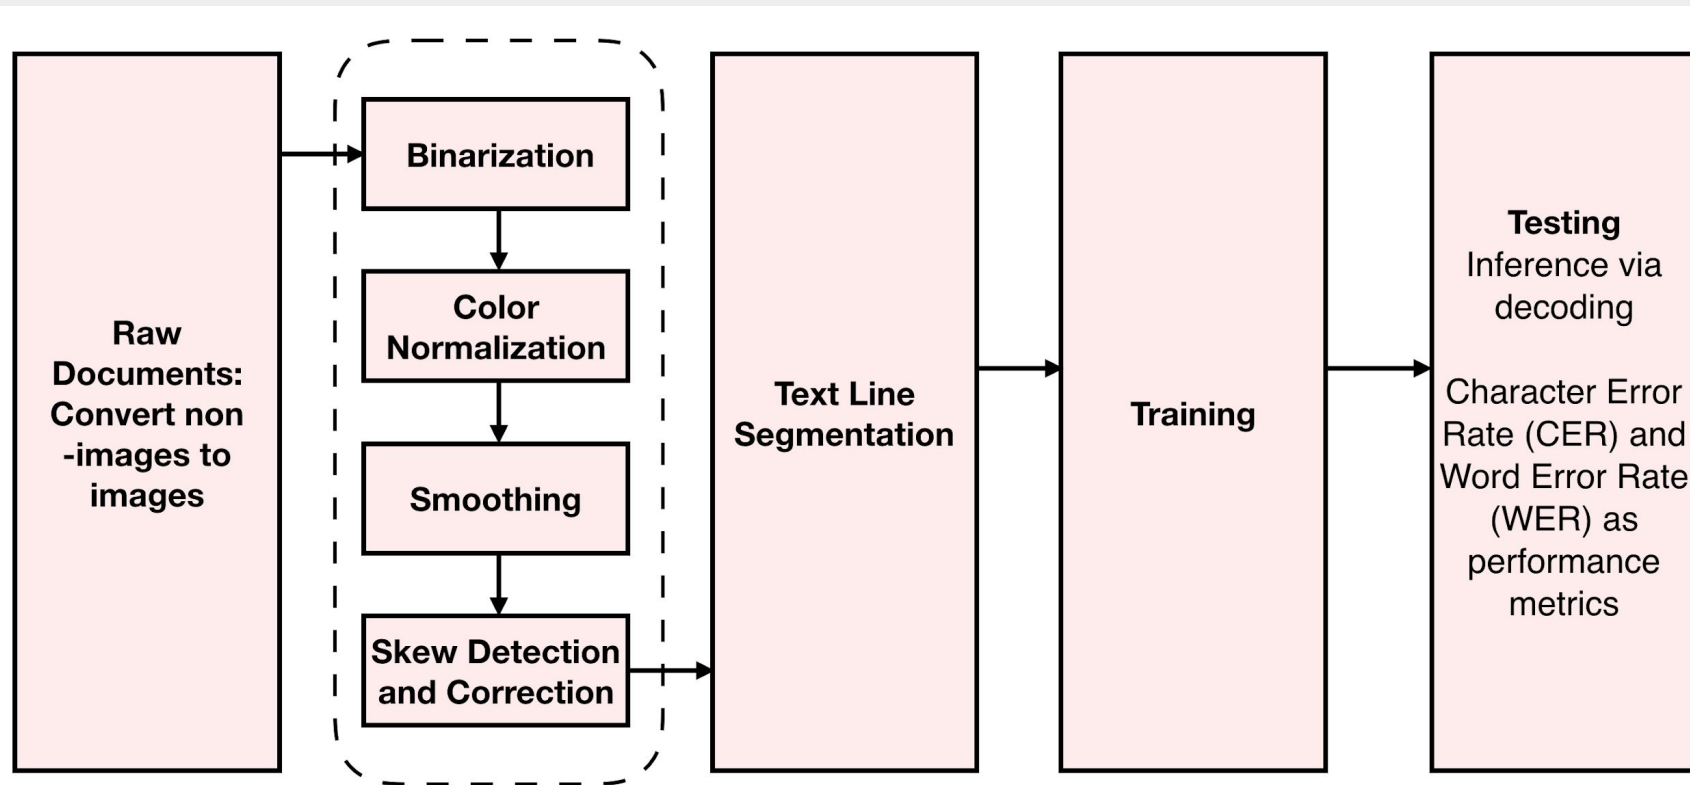 Raw
Documents:
Convert non
-images to
images
Binarization
Color
Normalization
Smoothing
Skew Detection
and Correction
Text Line
Segmentation
Training
Testing
Inference via
decoding
Character Error
Rate (CER) and
Word Error Rate
(WER) as
performance
metrics